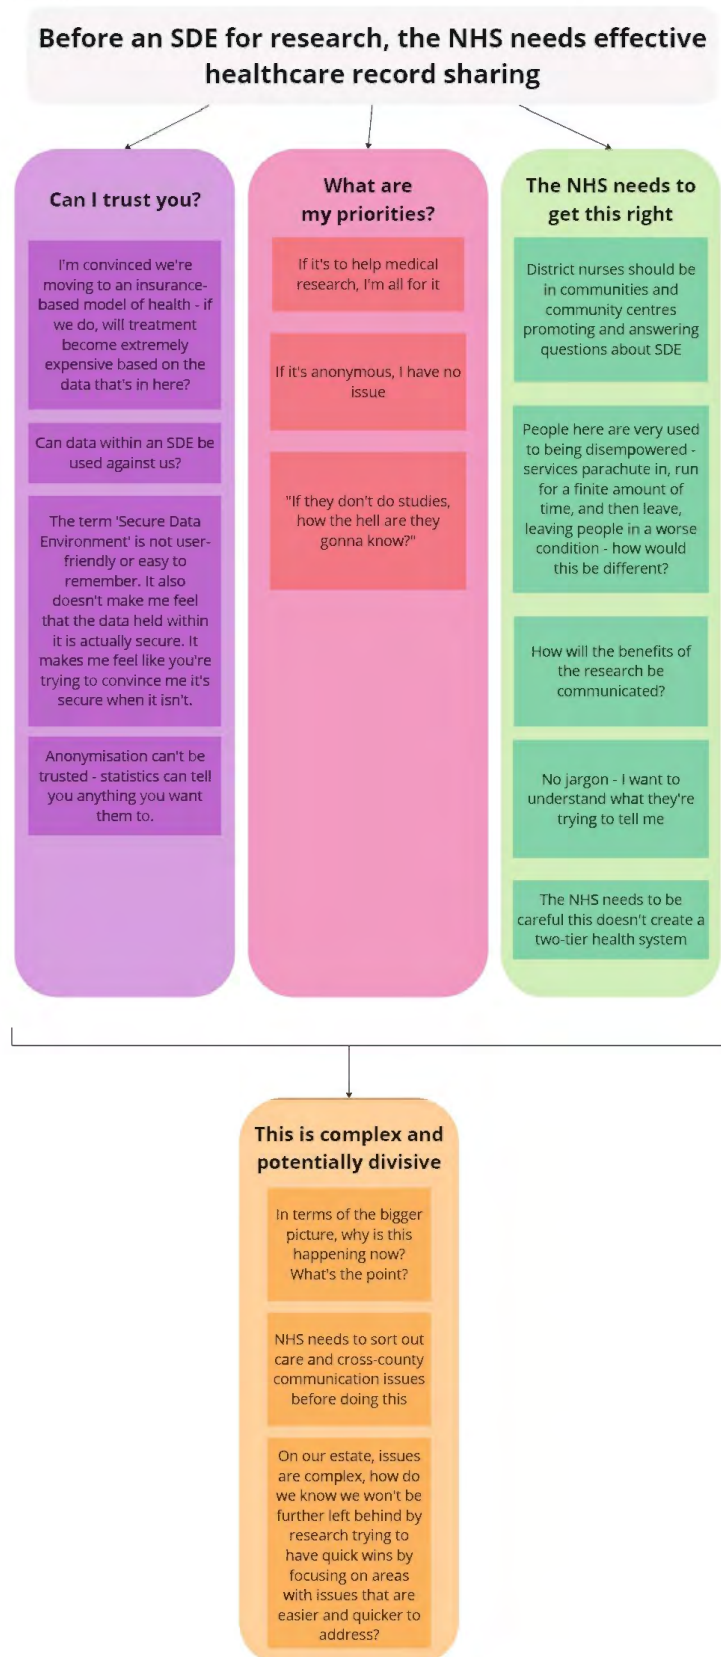 Before an SDE for research, the NHS needs effective
healthcare record sharing
Can I trust you?
I'm convinced we're
moving to an insurance-
based model of health - if
we do, will treatment
become extremely
expensive based on the
data that's in here?
Can data within an SDE be
used against us?
The term 'Secure Data
Environment' is not user-
friendly or easy to
remember. It also
doesn't make me feel
that the data held within
it is actually secure. It
makes me feel like you're
trying to convince me it's
secure when it isn't.
Anonymisation can't be
trusted - statistics can tell
you anything you want
them to.
What are
my priorities?
If it's to help medical
research, I'm all for it
If it's anonymous, I have no
issue
"If they don't do studies,
how the hell are they
gonna know?"
The NHS needs to
get this right
District nurses should be
in communities and
community centres
promoting and answering
questions about SDE
People here are very used
to being disempowered -
services parachute in, run
for a finite amount of
time, and then leave,
leaving people in a worse
condition - how would
this be different?
How will the benefits of
the research be
communicated?
No jargon - I want to
understand what they're
trying to tell me
The NHS needs to be
careful this doesn't create a
two-tier health system
This is complex and
potentially divisive
In terms of the bigger
picture, why is this
happening now?
What's the point?
NHS needs to sort out
care and cross-county
communication issues
before doing this
On our estate, issues
are complex, how do
we know we won't be
further left behind by
research trying to
have quick wins by
focusing on areas
with issues that are
easier and quicker to
address?